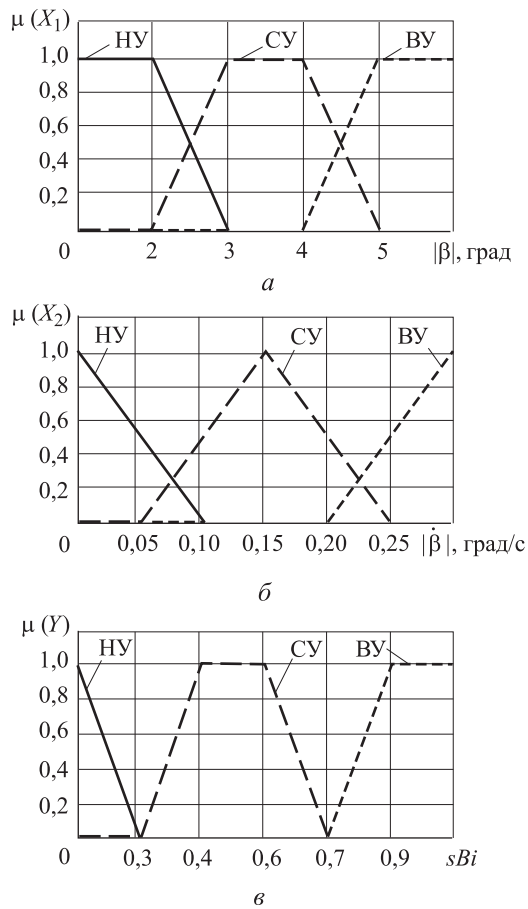 μ (X₁)
НУ СУ ВУ
1,0
0,8
0,6
0,4
0,2
0 2 3 4 5 |β|, град
а
μ (X₂)
НУ СУ ВУ
1,0
0,8
0,6
0,4
0,2
0 0,05 0,10 0,15 0,20 0,25 |β̇|, град/с
б
μ (Y)
НУ СУ ВУ
1,0
0,8
0,6
0,4
0,2
0 0,3 0,4 0,6 0,7 0,9 sBi
в